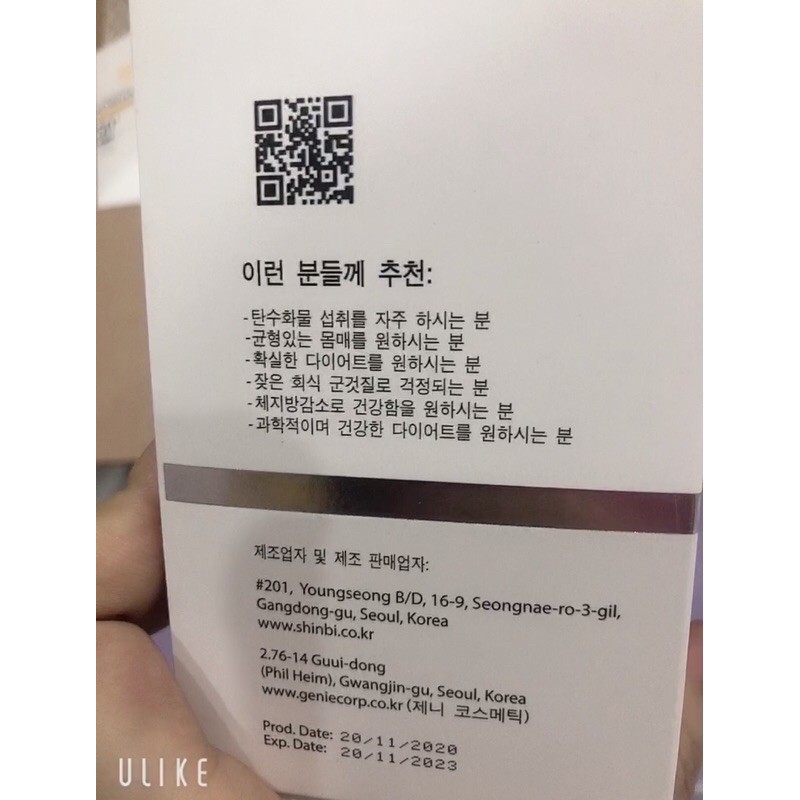 이런 분들께 추천:
-탄수화물 섭취를 자주 하시는 분
-균형있는 몸매를 원하시는 분
-확실한 다이어트를 원하시는 분
-잦은 회식 군것질로 걱정되는 분
-체지방감소로 건강함을 원하시는 분
-과학적이며 건강한 다이어트를 원하시는 분
제조업자 및 제조 판매업자:
#201, Youngseong B/D, 16-9, Seongnae-ro-3-gil,
Gangdong-gu, Seoul, Korea
www.shinbi.co.kr
2.76-14 Guui-dong
(Phil Heim), Gwangjin-gu, Seoul, Korea
www.geniecorp.co.kr (제니 코스메틱)
Prod. Date: 20/11/2020
Exp. Date: 20/11/2023
ULIKE